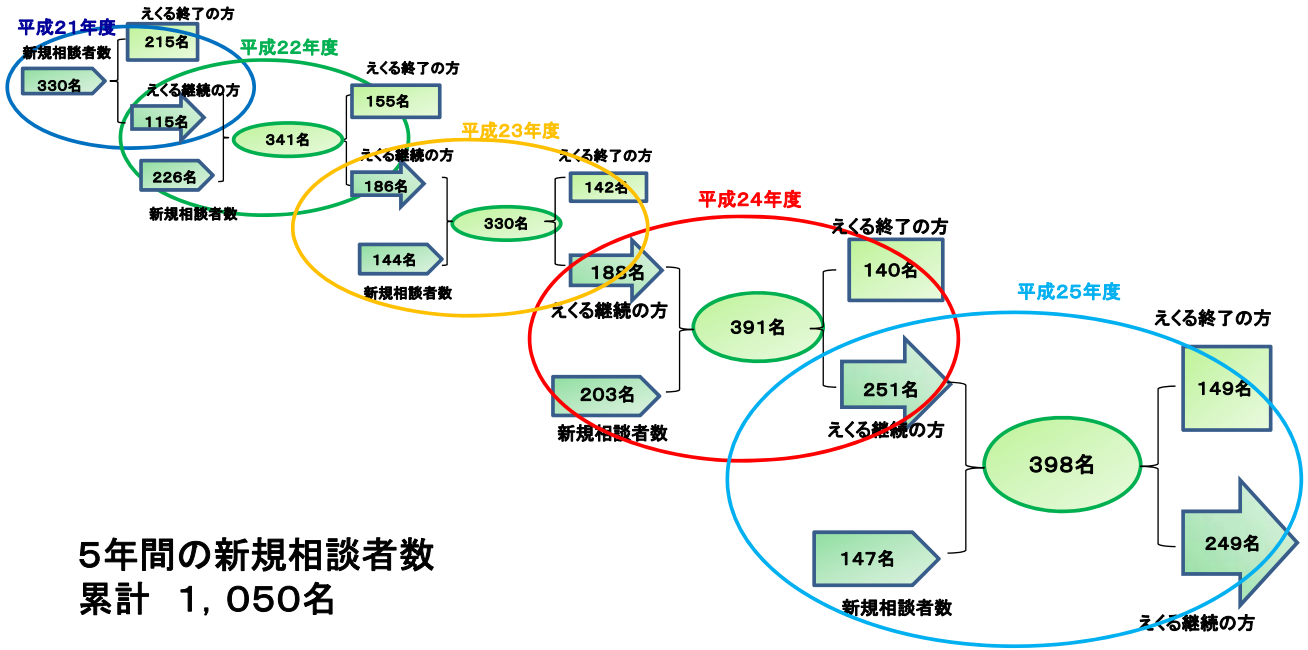 平成21年度
新規相談者数
330名
えくる終了の方
215名
えくる継続の方
115名
平成22年度
226名
新規相談者数
341名
えくる終了の方
155名
えくる継続の方
186名
平成23年度
144名
新規相談者数
330名
えくる終了の方
142名
188名
えくる継続の方
平成24年度
203名
新規相談者数
391名
えくる終了の方
140名
251名
えくる継続の方
平成25年度
147名
新規相談者数
398名
えくる終了の方
149名
249名
えくる継続の方
5年間の新規相談者数
累計　1，050名